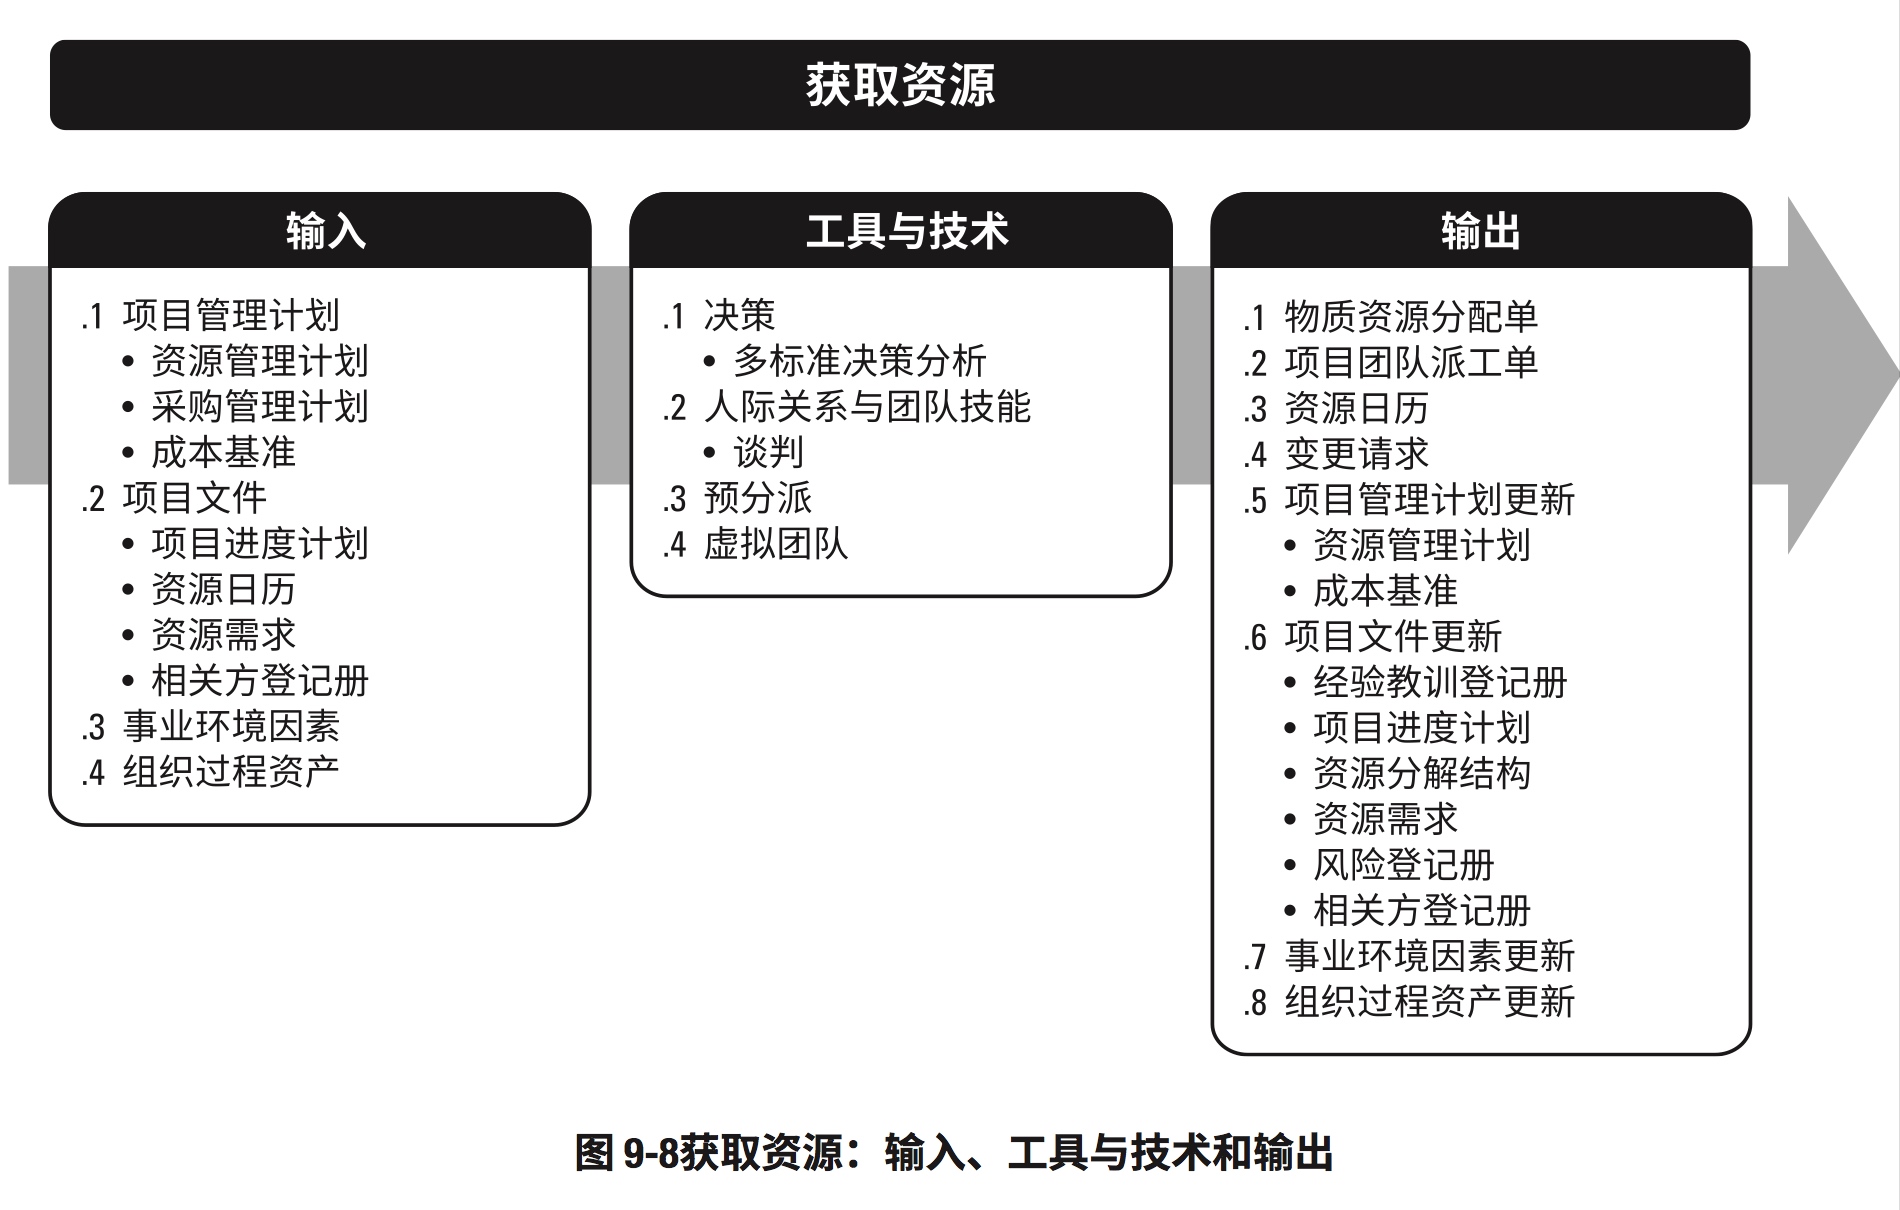 获取资源
输入
.1 项目管理计划
• 资源管理计划
• 采购管理计划
• 成本基准
.2 项目文件
• 项目进度计划
• 资源日历
• 资源需求
• 相关方登记册
.3 事业环境因素
.4 组织过程资产
工具与技术
.1 决策
• 多标准决策分析
.2 人际关系与团队技能
• 谈判
.3 预分派
.4 虚拟团队
输出
.1 物质资源分配单
.2 项目团队派工单
.3 资源日历
.4 变更请求
.5 项目管理计划更新
• 资源管理计划
• 成本基准
.6 项目文件更新
• 经验教训登记册
• 项目进度计划
• 资源分解结构
• 资源需求
• 风险登记册
• 相关方登记册
.7 事业环境因素更新
.8 组织过程资产更新
图 9-8获取资源：输入、工具与技术和输出